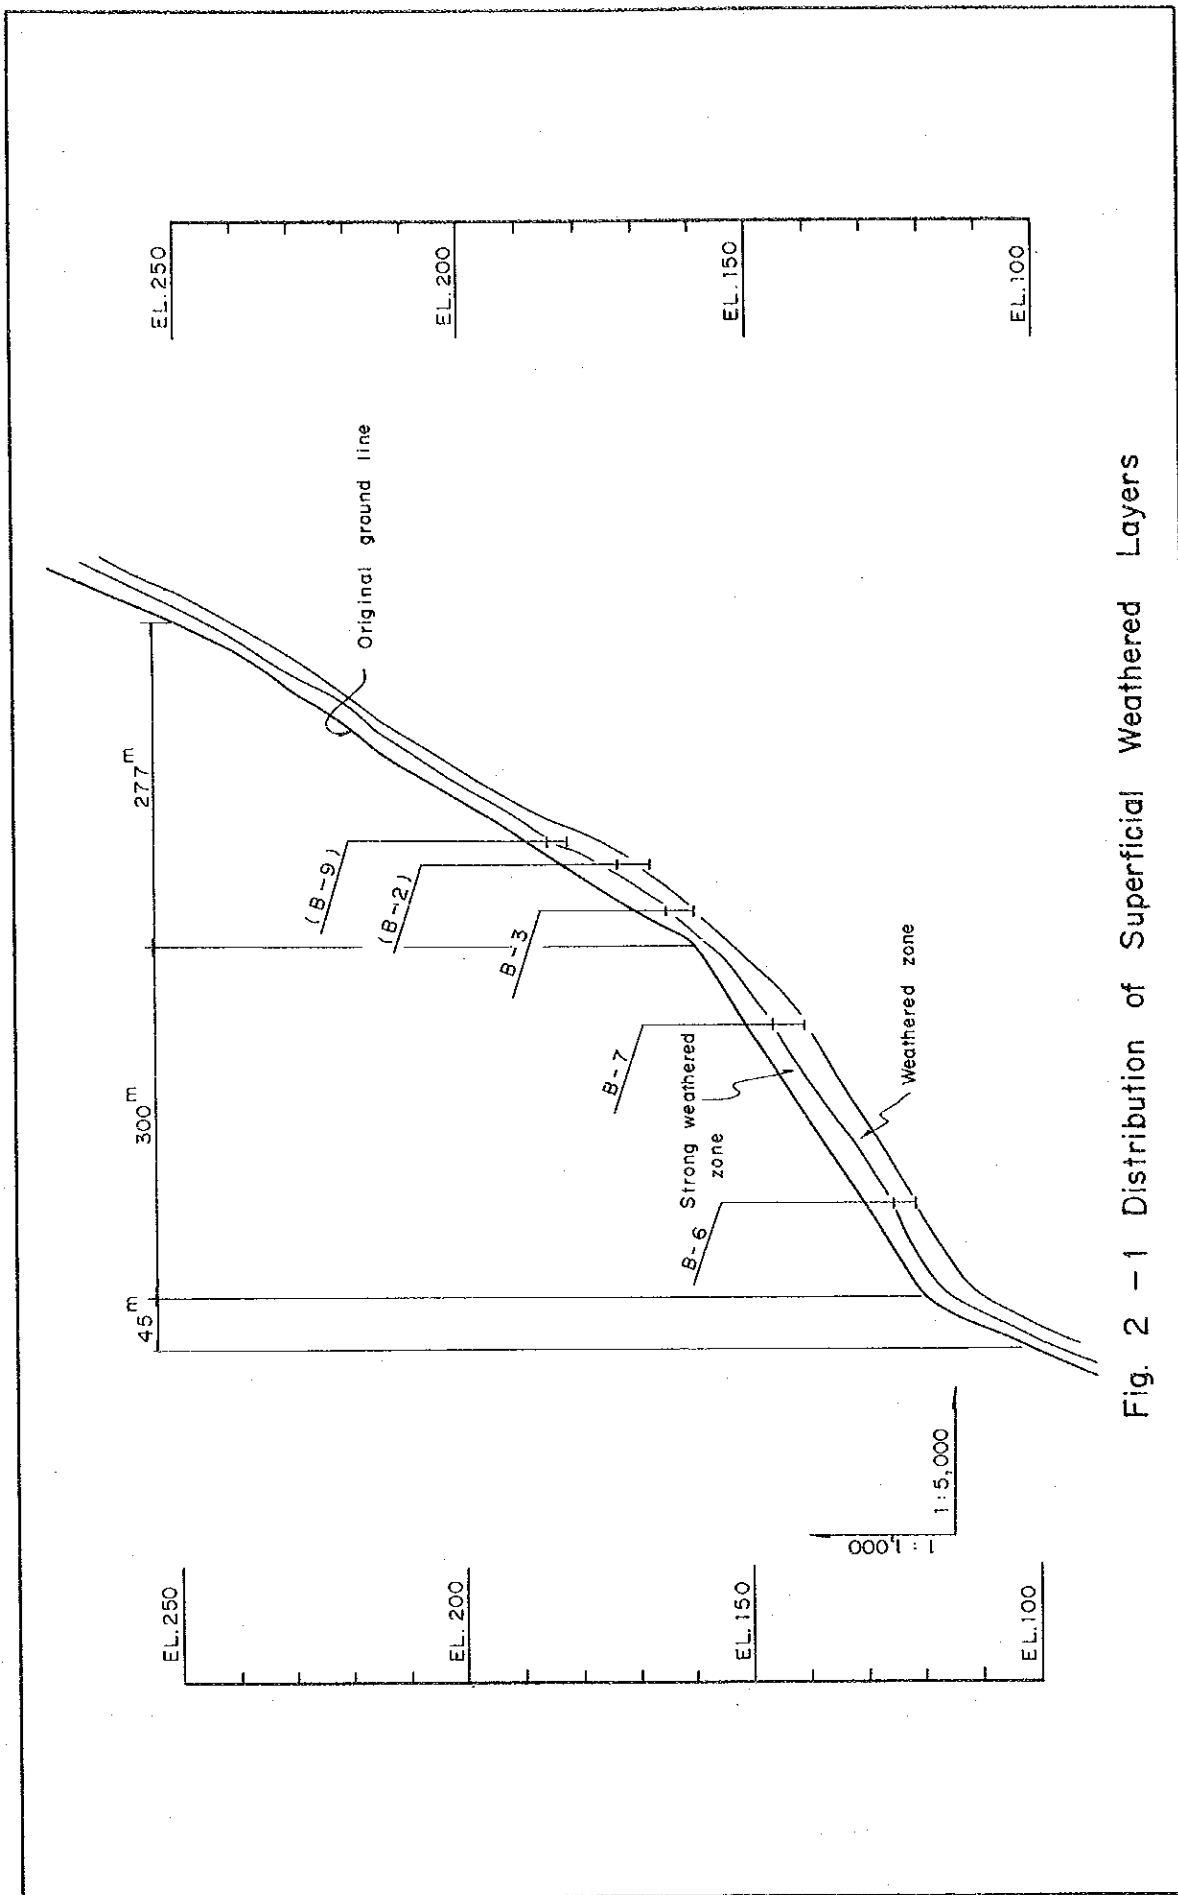 EL.250
EL.200
EL.150
EL.100
45m
300m
277m
(B-9)
(B-2)
B-3
B-7
B-6
Strong weathered
zone
Original ground line
Weathered zone
1:1,000
1:5,000
EL.250
EL.200
EL.150
EL.100
Fig. 2 - 1 Distribution of Superficial Weathered Layers